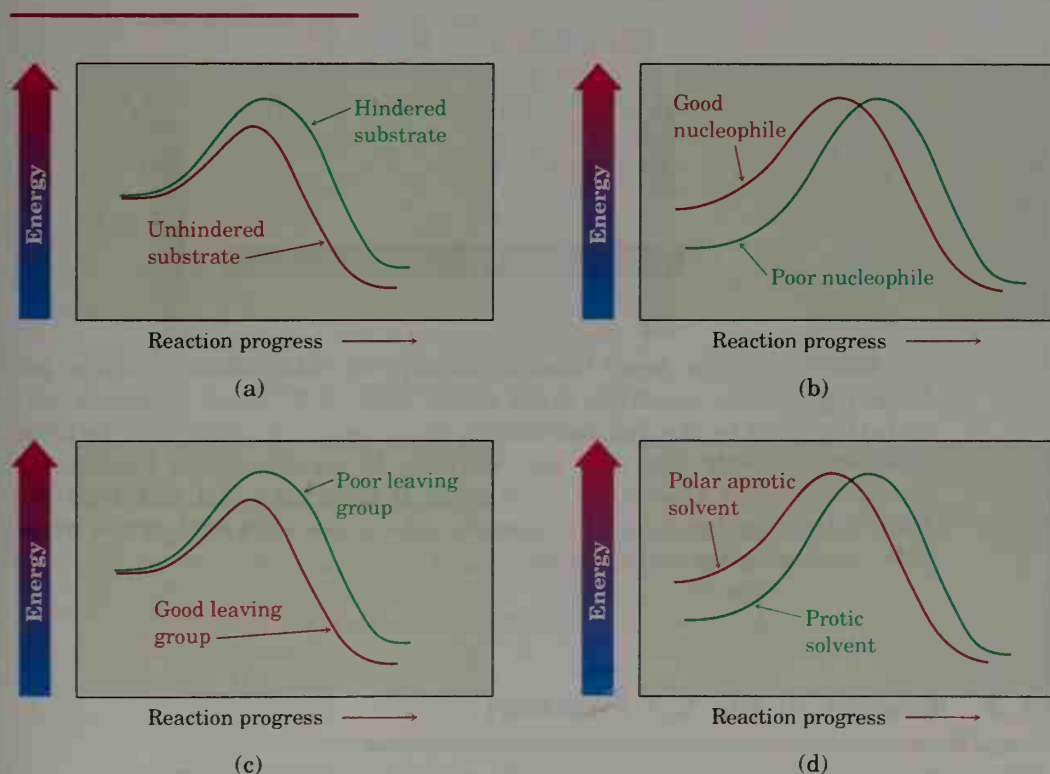 Energy
Hindered
substrate
Unhindered
substrate
Reaction progress
(a)
Energy
Good
nucleophile
Poor nucleophile
Reaction progress
(b)
Energy
Poor leaving
group
Good leaving
group
Reaction progress
(c)
Energy
Polar aprotic
solvent
Protic
solvent
Reaction progress
(d)